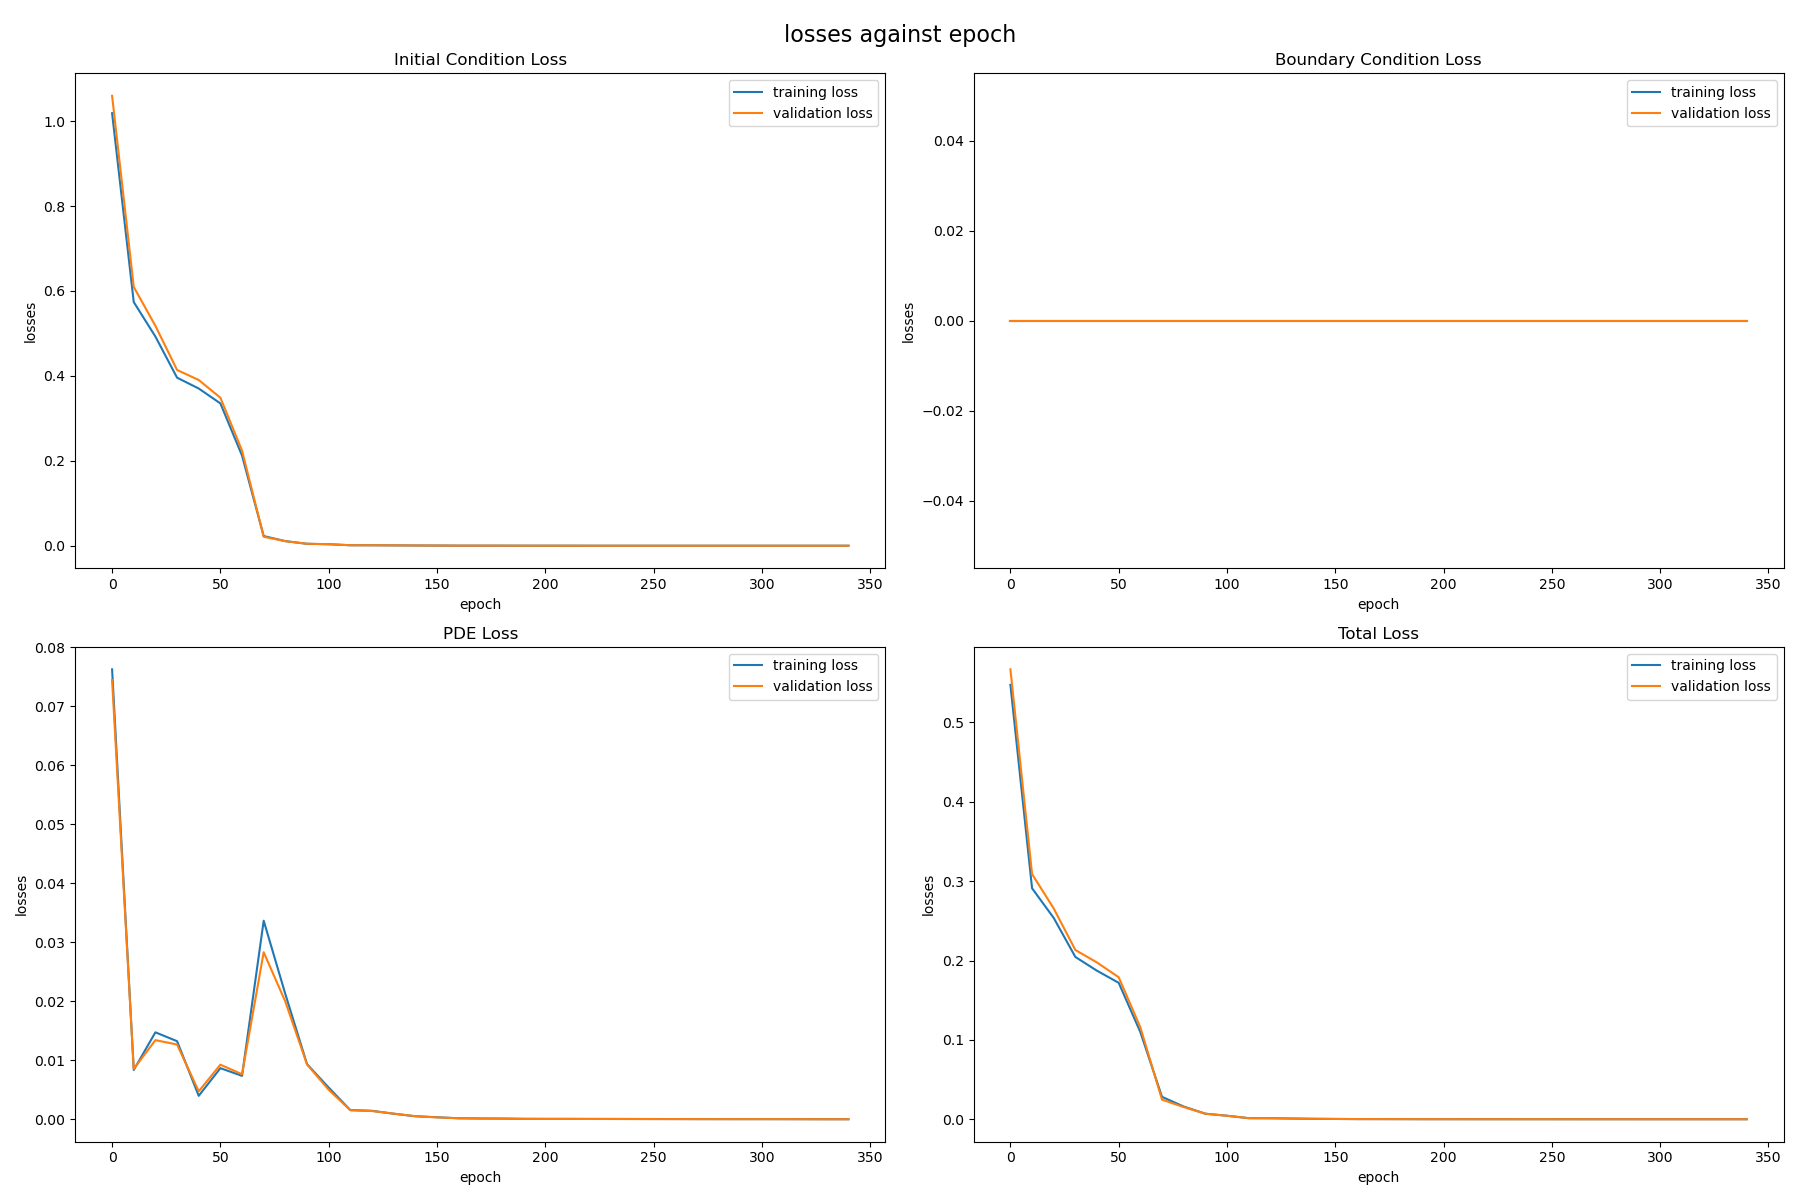 losses against epoch
Initial Condition Loss
training loss
validation loss
1.0
0.8
0.6
0.4
0.2
0.0
losses
0 50 100 150 200 250 300 350
epoch
Boundary Condition Loss
training loss
validation loss
0.04
0.02
0.00
−0.02
−0.04
losses
0 50 100 150 200 250 300 350
epoch
PDE Loss
training loss
validation loss
0.08
0.07
0.06
0.05
0.04
0.03
0.02
0.01
0.00
losses
0 50 100 150 200 250 300 350
epoch
Total Loss
training loss
validation loss
0.5
0.4
0.3
0.2
0.1
0.0
losses
0 50 100 150 200 250 300 350
epoch